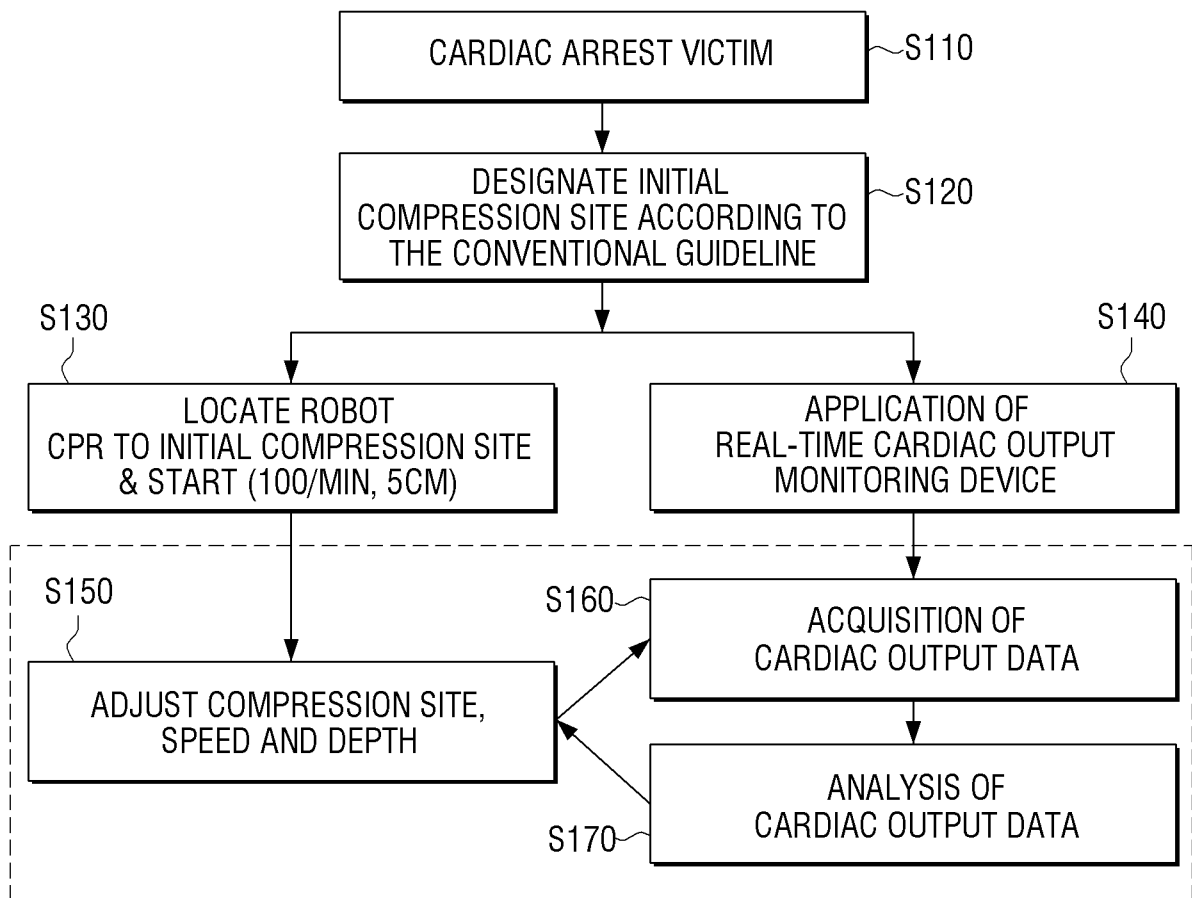 CARDIAC ARREST VICTIM
S110
DESIGNATE INITIAL
COMPRESSION SITE ACCORDING TO
THE CONVENTIONAL GUIDELINE
S120
S130
LOCATE ROBOT
CPR TO INITIAL COMPRESSION SITE
& START (100/MIN, 5CM)
S140
APPLICATION OF
REAL-TIME CARDIAC OUTPUT
MONITORING DEVICE
S150
ADJUST COMPRESSION SITE,
SPEED AND DEPTH
S160
ACQUISITION OF
CARDIAC OUTPUT DATA
S170
ANALYSIS OF
CARDIAC OUTPUT DATA